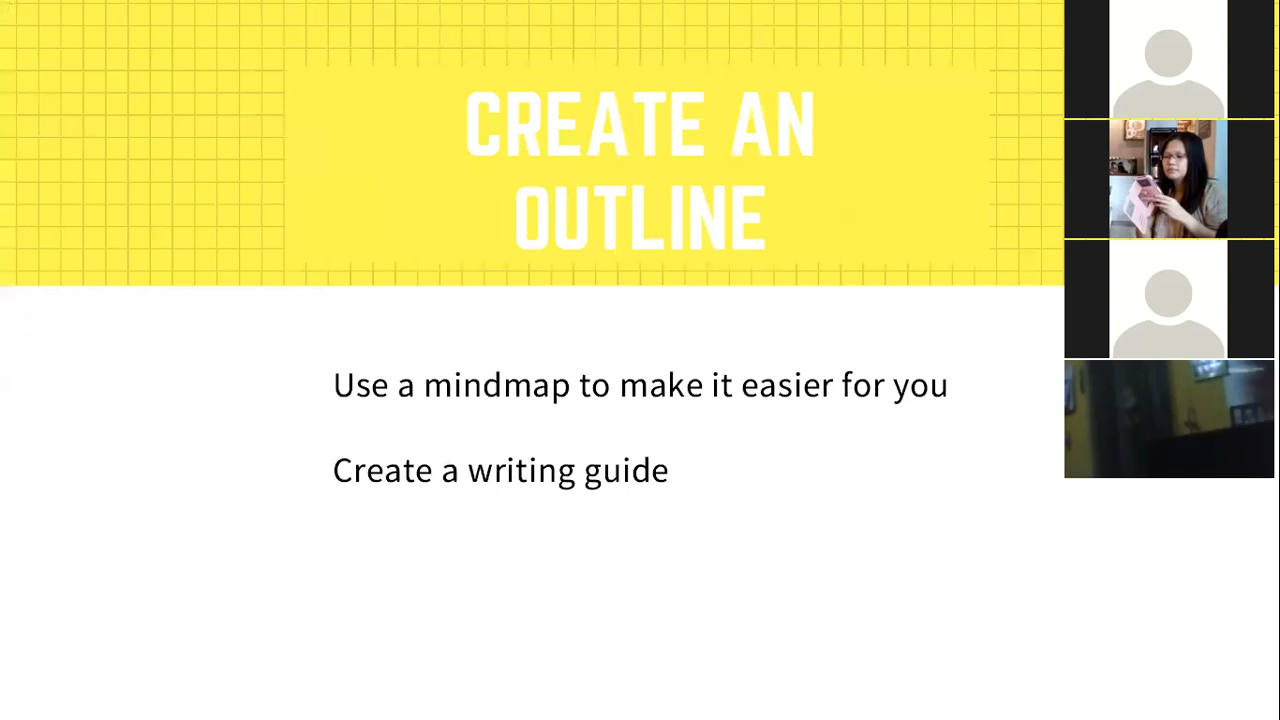 CREATE AN
OUTLINE
Use a mindmap to make it easier for you
Create a writing guide